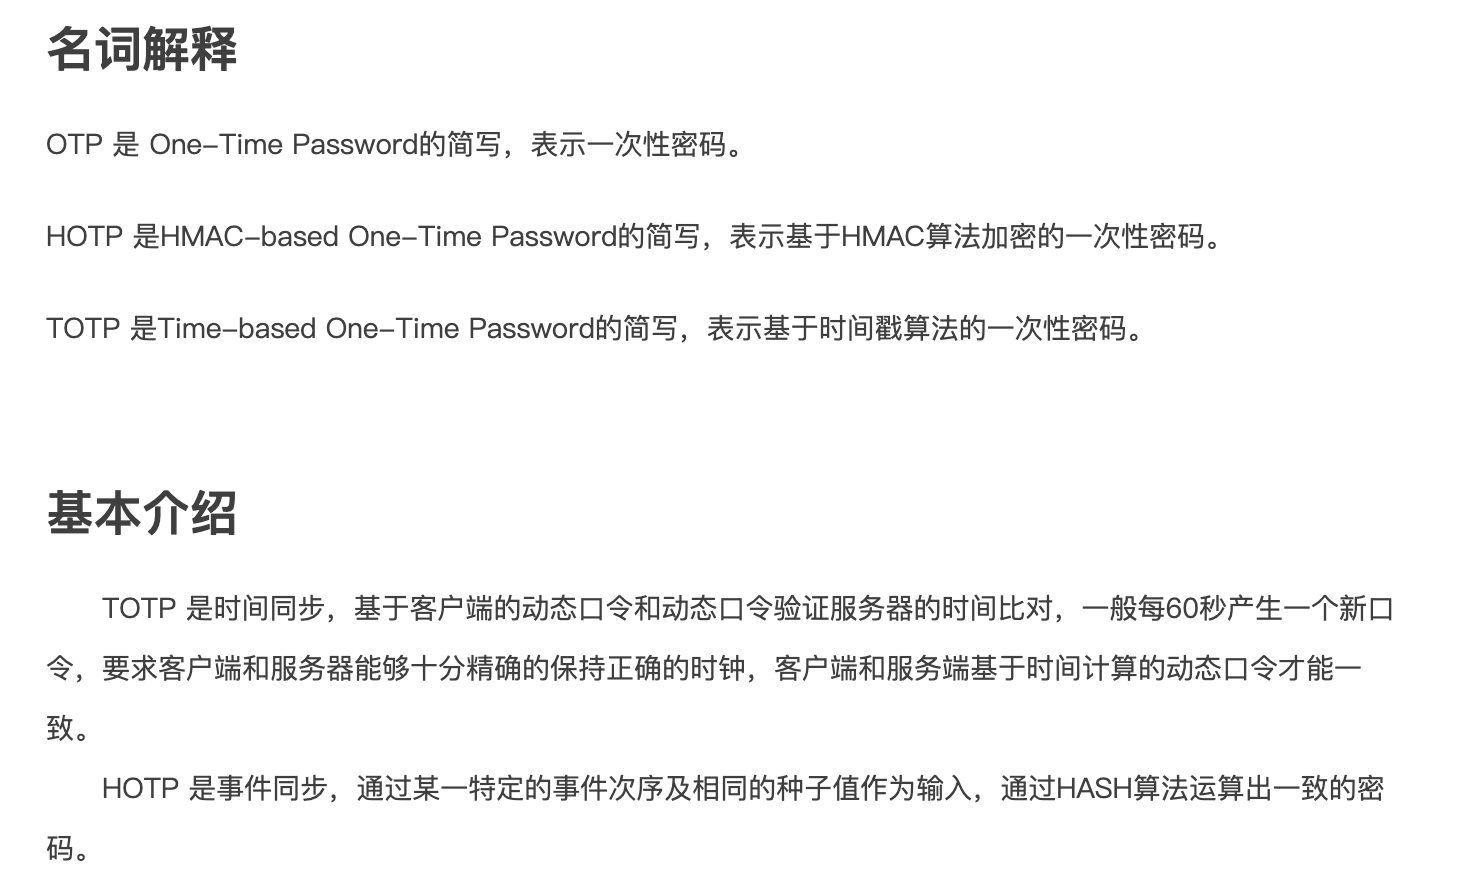 名词解释
OTP 是 One-Time Password的简写，表示一次性密码。
HOTP 是HMAC-based One-Time Password的简写，表示基于HMAC算法加密的一次性密码。
TOTP 是Time-based One-Time Password的简写，表示基于时间戳算法的一次性密码。
基本介绍
TOTP 是时间同步，基于客户端的动态口令和动态口令验证服务器的时间比对，一般每60秒产生一个新口
令，要求客户端和服务器能够十分精确的保持正确的时钟，客户端和服务端基于时间计算的动态口令才能一
致。
HOTP 是事件同步，通过某一特定的事件次序及相同的种子值作为输入，通过HASH算法运算出一致的密
码。